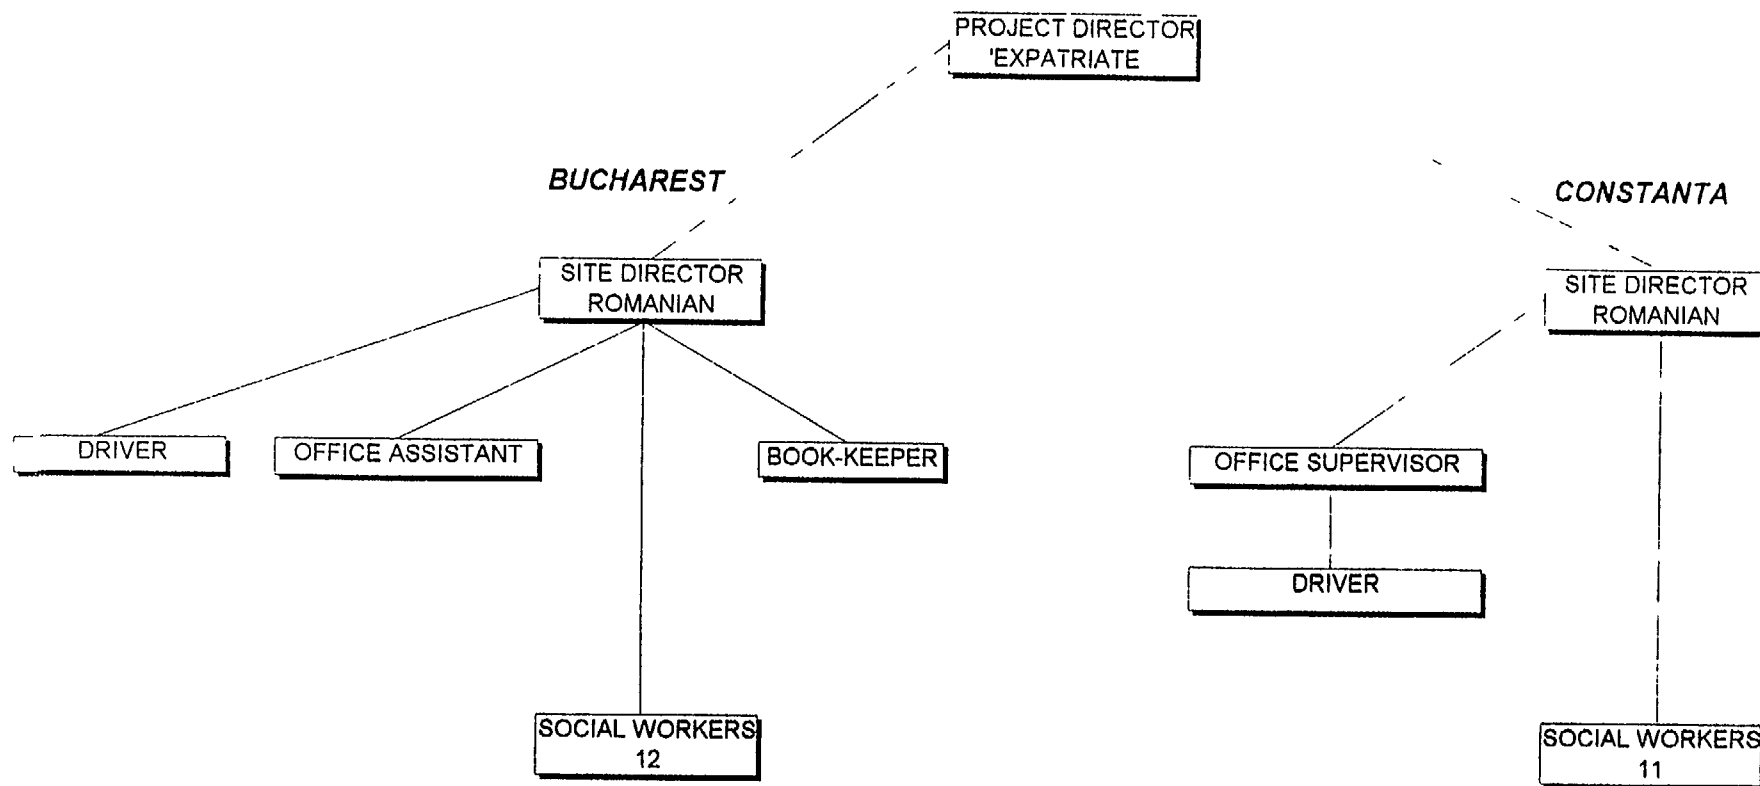 PROJECT DIRECTOR
'EXPATRIATE
BUCHAREST
CONSTANTA
SITE DIRECTOR
ROMANIAN
SITE DIRECTOR
ROMANIAN
DRIVER
OFFICE ASSISTANT
BOOK-KEEPER
OFFICE SUPERVISOR
DRIVER
SOCIAL WORKERS
12
SOCIAL WORKERS
11